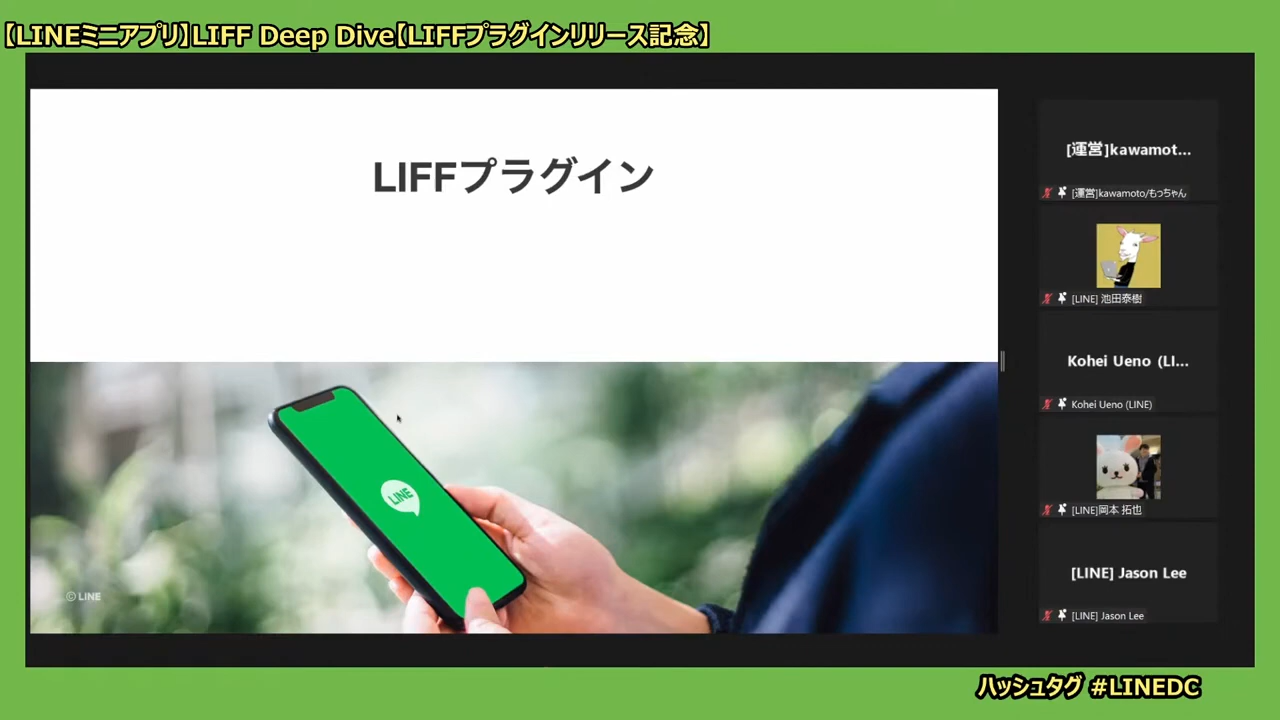 【LINEミニアプリ】LIFF Deep Dive【LIFFプラグインリリース記念】
LIFFプラグイン
LINE
© LINE
[運営]kawamot...
[運営]kawamoto/もっちゃん
[LINE] 池田泰樹
Kohei Ueno (LI...
Kohei Ueno (LINE)
[LINE]岡本 拓也
[LINE] Jason Lee
[LINE] Jason Lee
ハッシュタグ #LINEDC